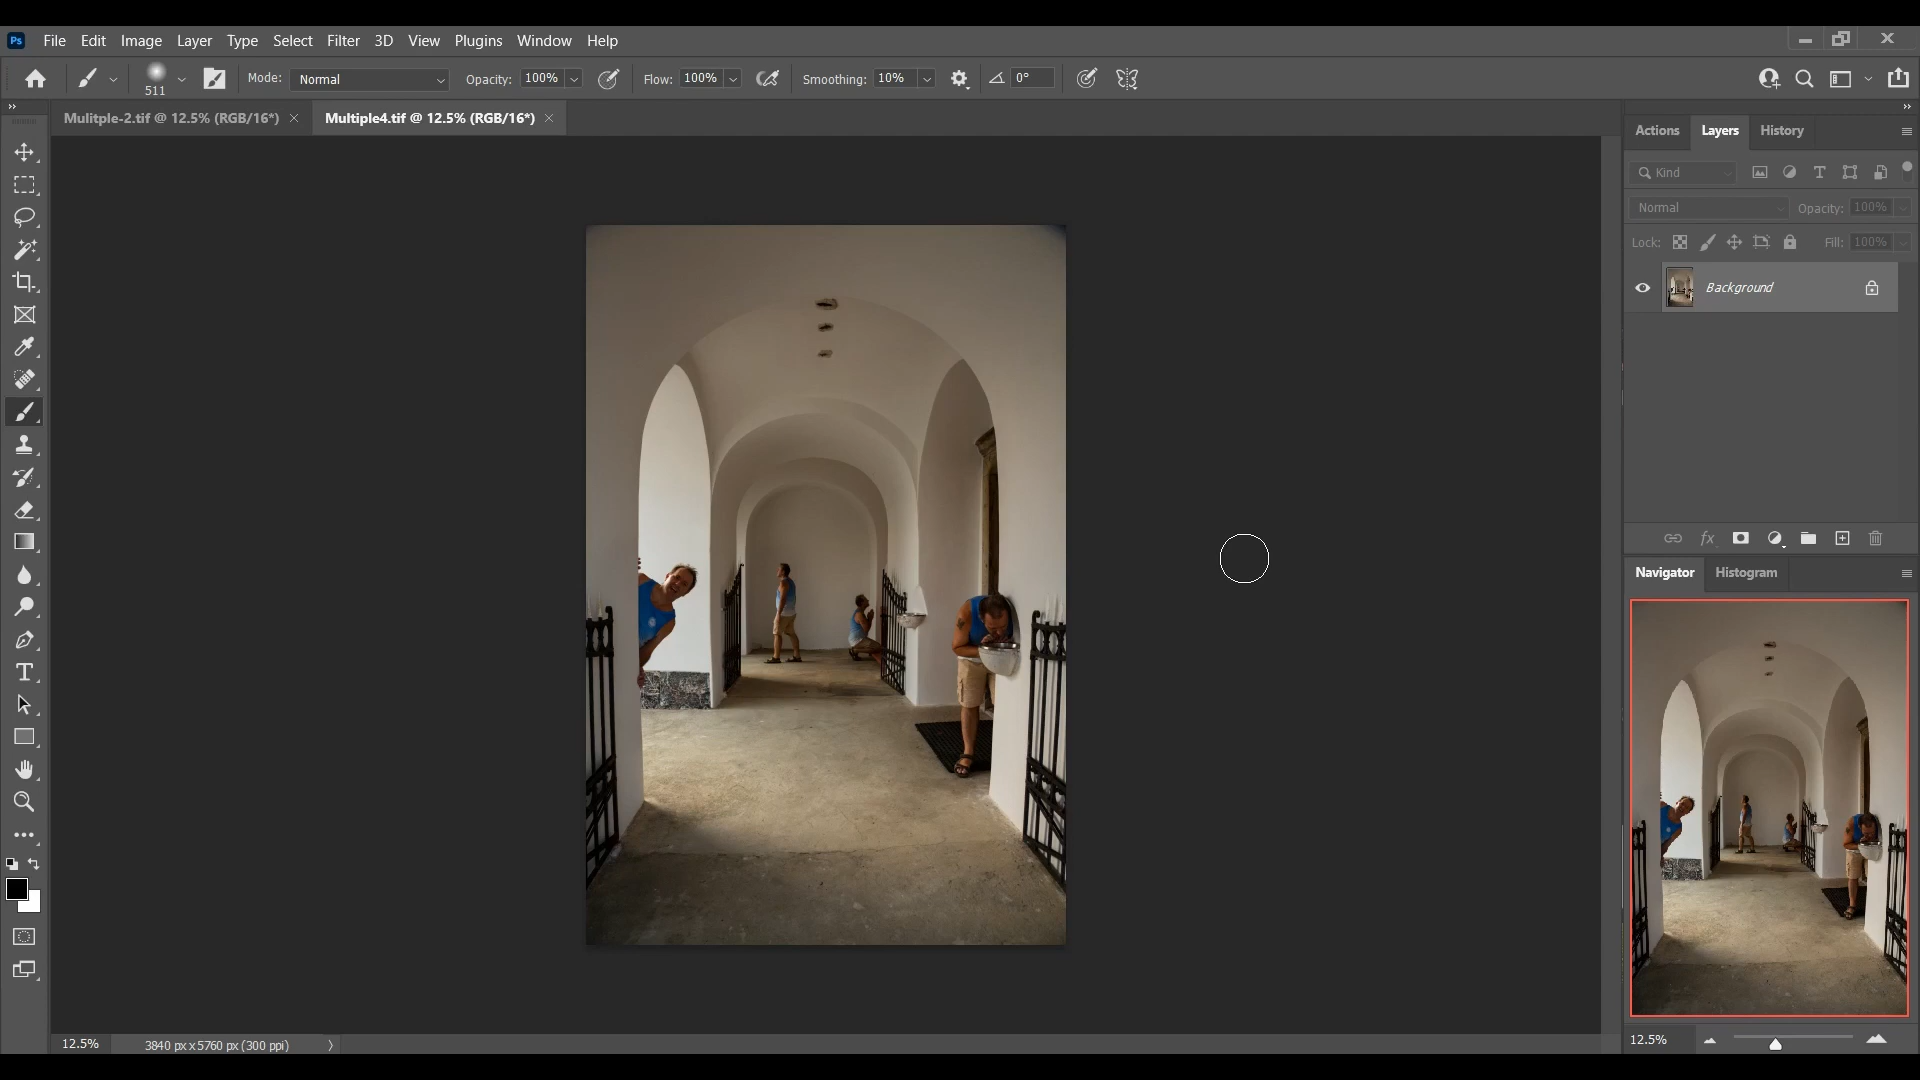 Ps File Edit Image Layer Type Select Filter 3D View Plugins Window Help
511 Mode: Normal Opacity: 100% Flow: 100% Smoothing: 10% 0°
Mulitple-2.tif @ 12.5% (RGB/16*) Multiple4.tif @ 12.5% (RGB/16*)
Actions Layers History
Kind
Normal Opacity: 100%
Lock: Fill: 100%
Background
fx
Navigator Histogram
12.5% 3840 px x 5760 px (300 ppi)
12.5%